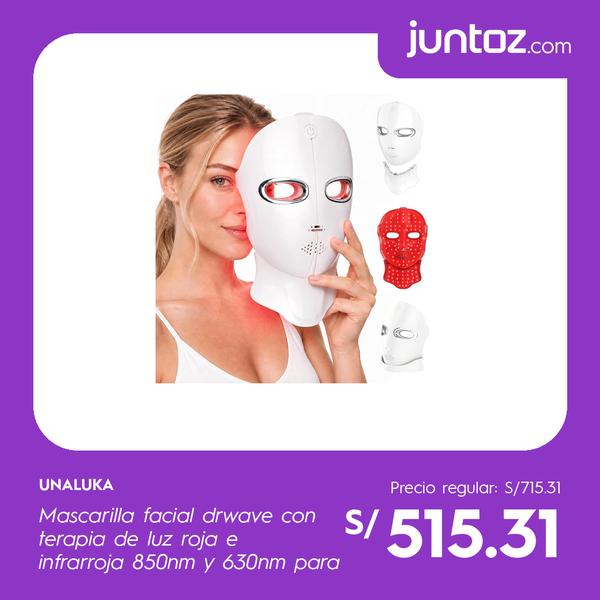 juntoz.com
UNALUKA
Mascarilla facial drwave con
terapia de luz roja e
infrarroja 850nm y 630nm para
Precio regular: S/715.31
S/515.31